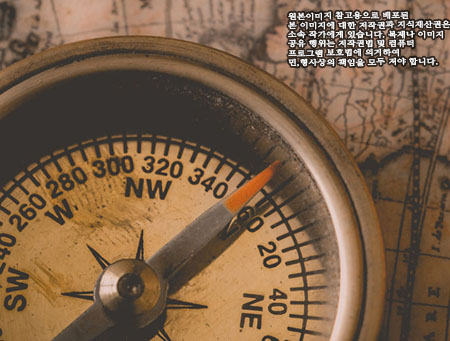 원본이미지 참고용으로 배포된
본 이미지에 대한 저작권과 지식재산권은
소속 작가에게 있습니다. 복제나 이미지
공유 행위는 저작권법 및 컴퓨터
프로그램 보호법에 의거하여
민,형사상의 책임을 모두 져야 합니다.
260 280 300 320 340 20 40
W NW NE
SW